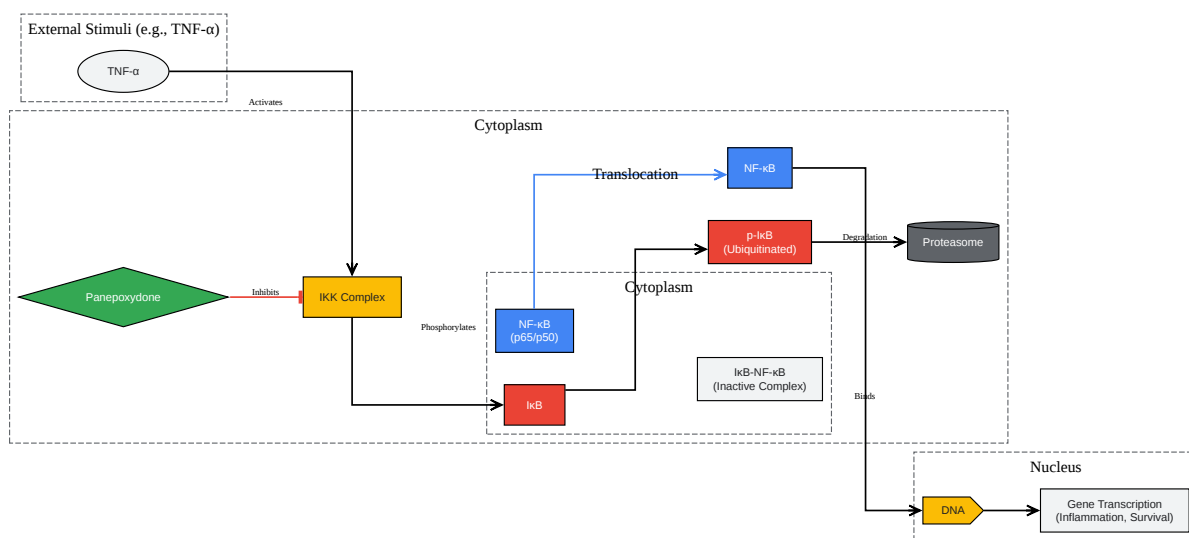 External Stimuli (e.g., TNF-α)
TNF-α
Activates
Cytoplasm
Translocation
NF-κB
p-IκB
(Ubiquitinated)
Degradation
Proteasome
Panepoxydone
Inhibits
IKK Complex
Cytoplasm
Phosphorylates
NF-κB
(p65/p50)
IκB-NF-κB
(Inactive Complex)
IκB
Binds
Nucleus
DNA
Gene Transcription
(Inflammation, Survival)